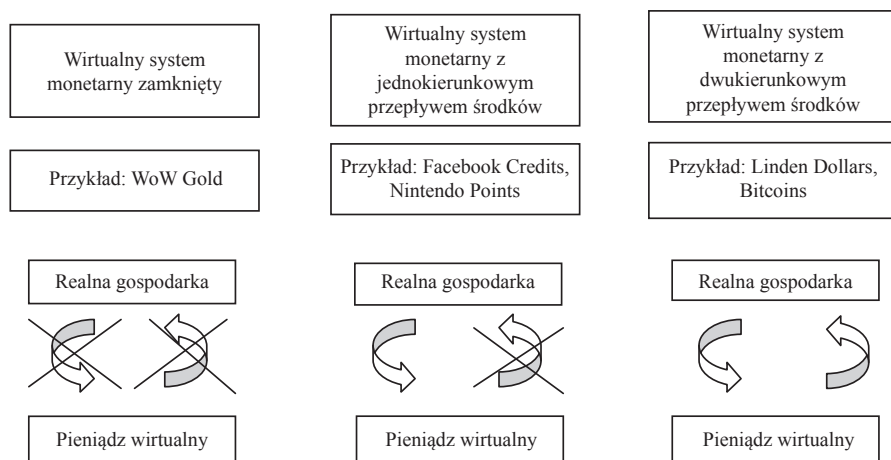 Wirtualny system
monetarny zamknięty
Wirtualny system
monetarny z
jednokierunkowym
przepływem środków
Wirtualny system
monetarny z
dwukierunkowym
przepływem środków
Przykład: WoW Gold
Przykład: Facebook Credits,
Nintendo Points
Przykład: Linden Dollars,
Bitcoins
Realna gospodarka
Realna gospodarka
Realna gospodarka
Pieniądz wirtualny
Pieniądz wirtualny
Pieniądz wirtualny